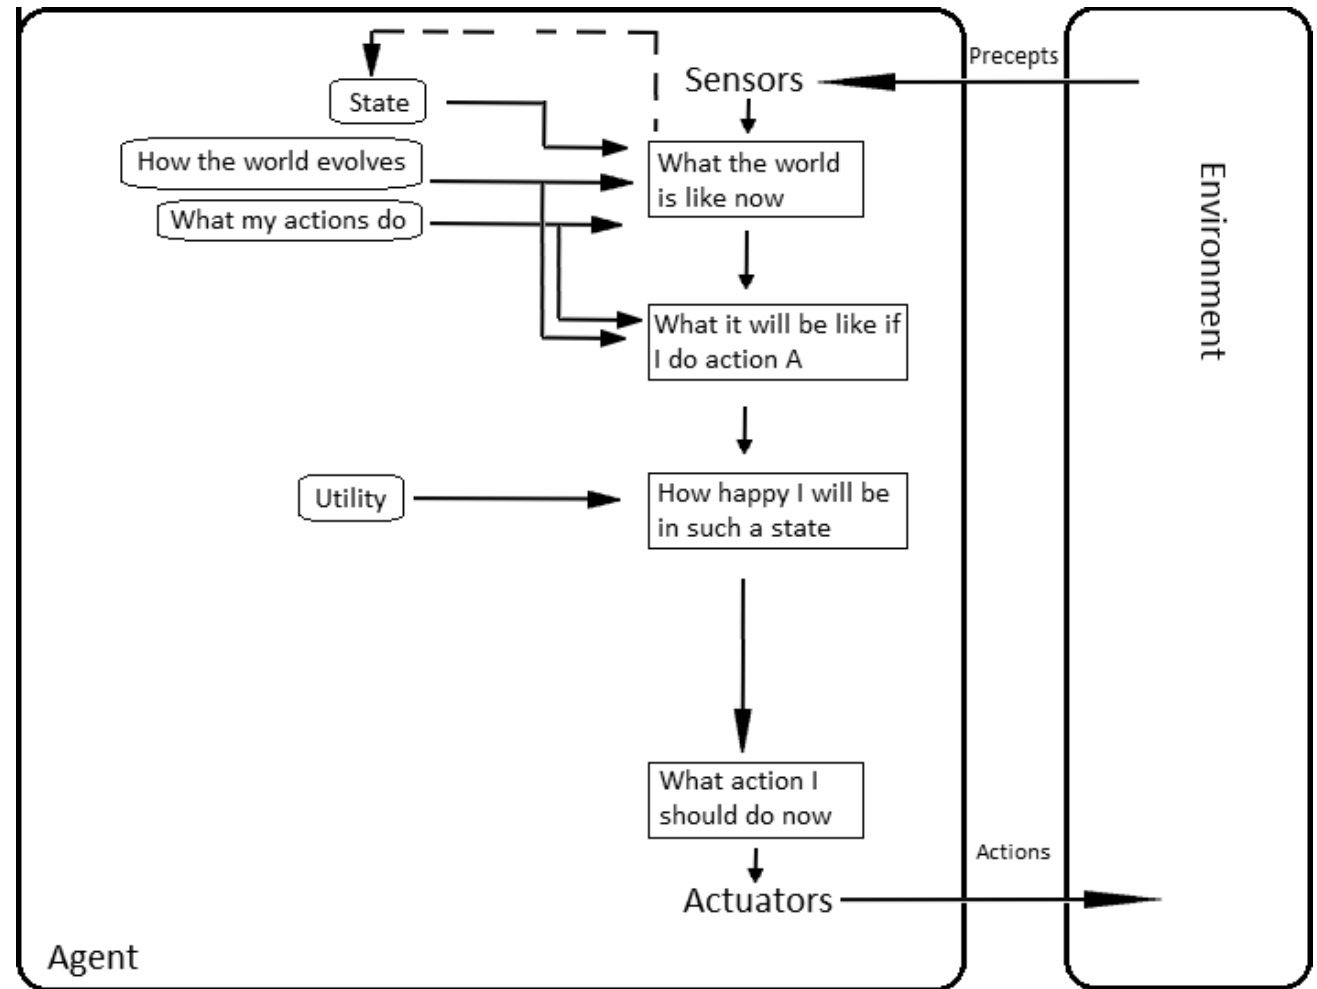 Precepts
Sensors
State
How the world evolves
What the world
is like now
What my actions do
Environment
What it will be like if
I do action A
Utility
How happy I will be
in such a state
What action I
should do now
Actions
Actuators
Agent